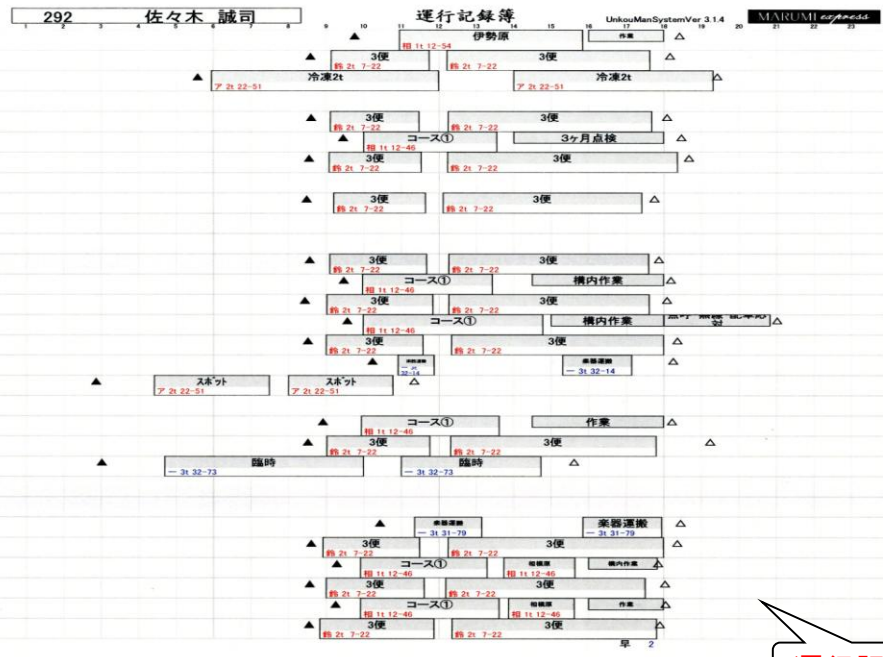 292 佐々木 誠司 運行記録簿 UnkouManSystemVer 3.1.4 MARUMI express
1 2 3 4 5 6 7 8 9 10 11 12 13 14 15 16 17 18 19 20 21 22 23
伊勢原 作業
相 1t 12-54
3便 3便
鈴 2t 7-22 鈴 2t 7-22
冷凍2t 冷凍2t
ア 2t 22-51 ア 2t 22-51
3便 3便
鈴 2t 7-22 鈴 2t 7-22
コース① 3ヶ月点検
相 1t 12-46
3便 3便
鈴 2t 7-22 鈴 2t 7-22
3便 3便
鈴 2t 7-22 鈴 2t 7-22
3便 3便
鈴 2t 7-22 鈴 2t 7-22
コース① 構内作業
相 1t 12-46
3便 3便
鈴 2t 7-22 鈴 2t 7-22
コース① 構内作業
相 1t 12-46
3便 3便
鈴 2t 7-22 鈴 2t 7-22
楽器運搬
32-14 一 3t 32-14
スポット スポット
ア 2t 22-51 ア 2t 22-51
コース① 作業
相 1t 12-46
3便 3便
鈴 2t 7-22 鈴 2t 7-22
臨時 臨時
一 3t 32-73 一 3t 32-73
楽器運搬 楽器運搬
一 3t 31-79 一 3t 31-79
3便 3便
鈴 2t 7-22 鈴 2t 7-22
コース① 相模原 構内作業
相 1t 12-46 相 1t 12-46
3便 3便
鈴 2t 7-22 鈴 2t 7-22
コース① 相模原 作業
相 1t 12-46 相 1t 12-46
3便 3便
鈴 2t 7-22 鈴 2t 7-22
早 2